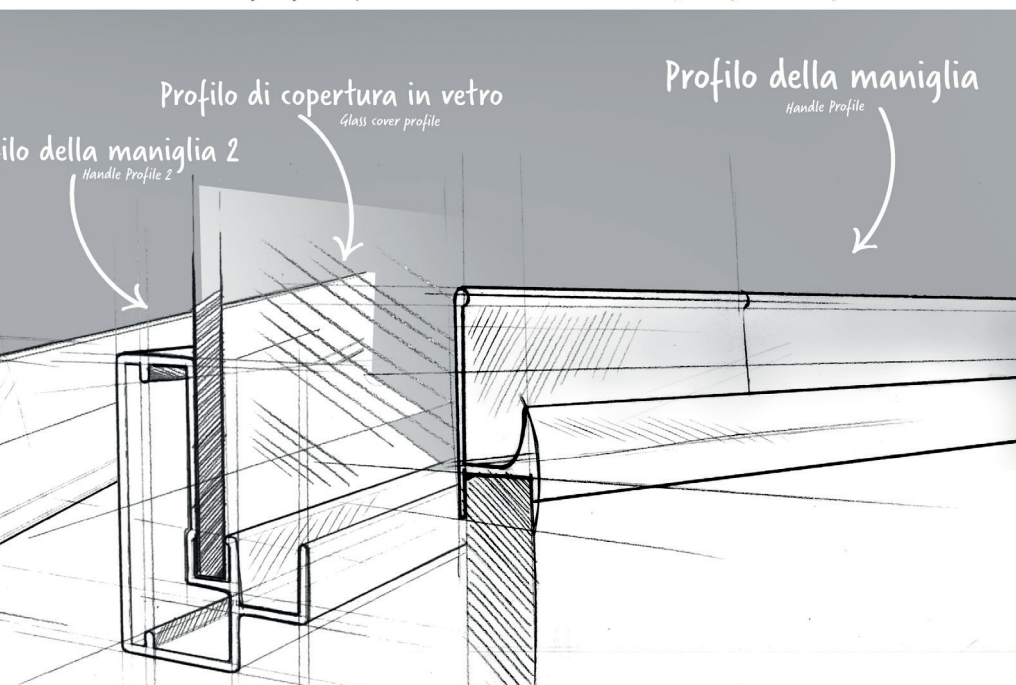 Profilo della maniglia
Handle Profile
Profilo di copertura in vetro
Glass cover profile
ilo della maniglia 2
Handle Profile 2